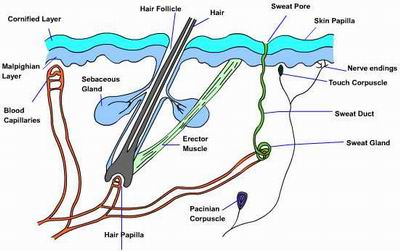 Hair Follicle
Hair
Sweat Pore
Cornified Layer
Skin Papilla
Malpighian
Layer
Sebaceous
Gland
Nerve endings
Touch Corpuscle
Blood
Capillaries
Sweat Duct
Erector
Muscle
Sweat Gland
Pacinian
Corpuscle
Hair Papilla